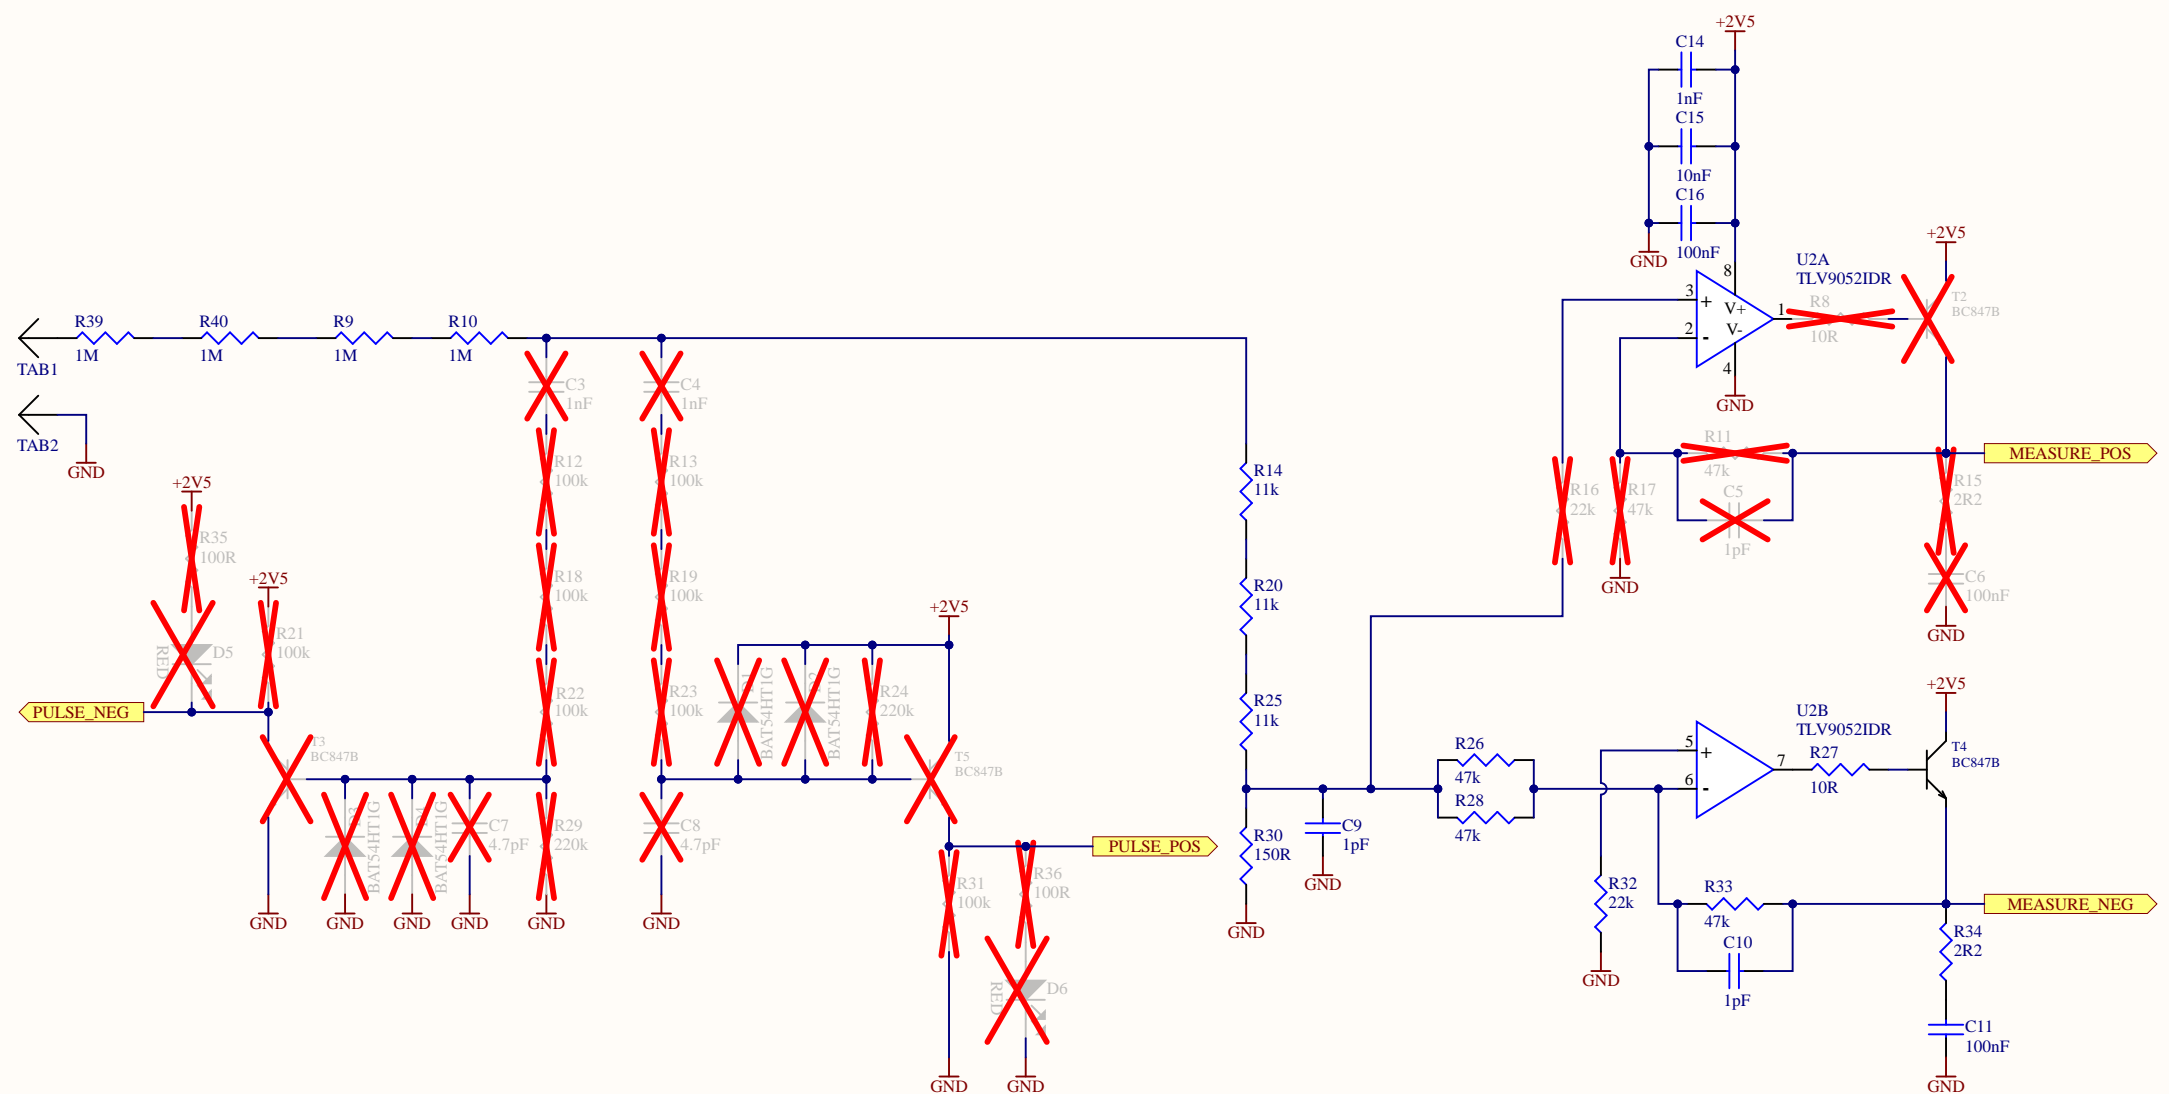 +2V5
C14
1nF
C15
10nF
C16
100nF
GND
+2V5
U2A
TLV9052IDR
8
3
+
V+
1
2
-
V-
4
GND
R8
10R
T2
BC847B
R39
1M
R40
1M
R9
1M
R10
1M
TAB1
TAB2
GND
C3
1nF
C4
1nF
R12
100k
R13
100k
R14
11k
R11
47k
MEASURE_POS
R16
22k
R17
47k
C5
1pF
R15
2R2
GND
C6
100nF
GND
+2V5
R35
100R
RED
D5
+2V5
R21
100k
R18
100k
R19
100k
R20
11k
+2V5
PULSE_NEG
R22
100k
R23
100k
BAT54HT1G
BAT54HT1G
R24
220k
R25
11k
T3
BC847B
T5
BC847B
BAT54HT1G
BAT54HT1G
C7
4.7pF
R29
220k
C8
4.7pF
GND
GND
GND
GND
GND
GND
PULSE_POS
R31
100k
R36
100R
RED
D6
GND
GND
R30
150R
GND
C9
1pF
GND
R26
47k
R28
47k
+2V5
U2B
TLV9052IDR
5
+
6
-
7
R27
10R
T4
BC847B
R32
22k
GND
R33
47k
C10
1pF
MEASURE_NEG
R34
2R2
C11
100nF
GND